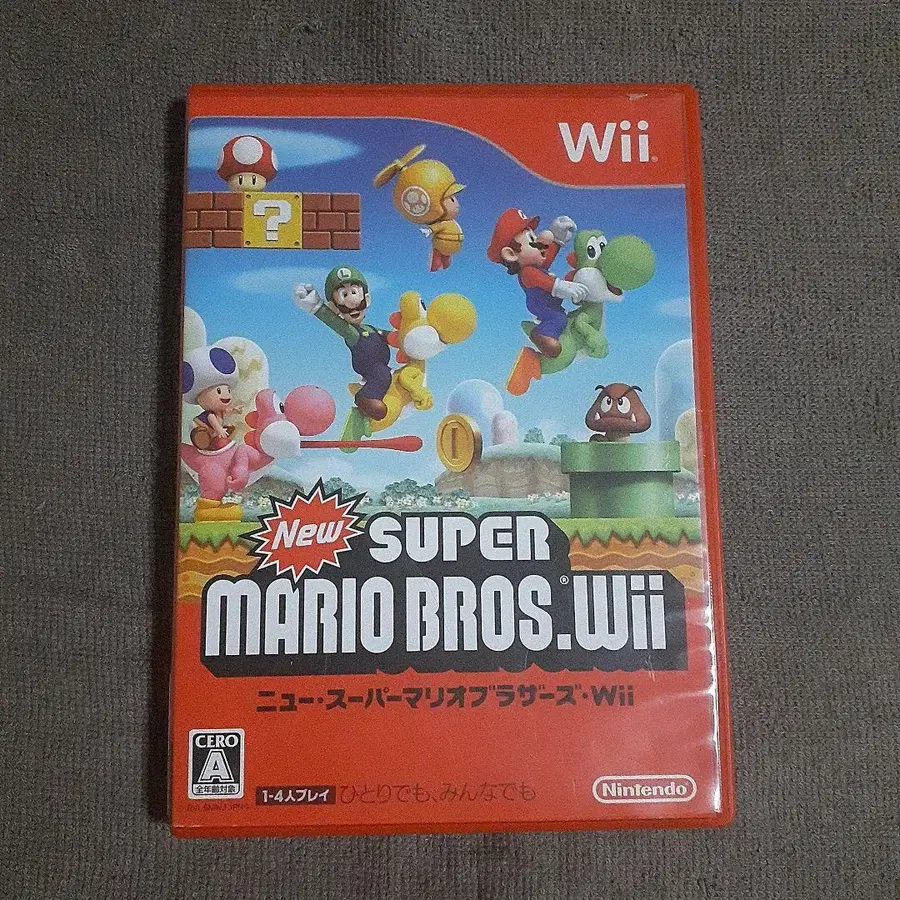 Wii
?
L
New SUPER
MARIO BROS.® Wii
ニュー・スーパーマリオブラザーズ・Wii
CERO
A
全年齢対象
1-4人プレイ ひとりでも、みんなでも
Nintendo